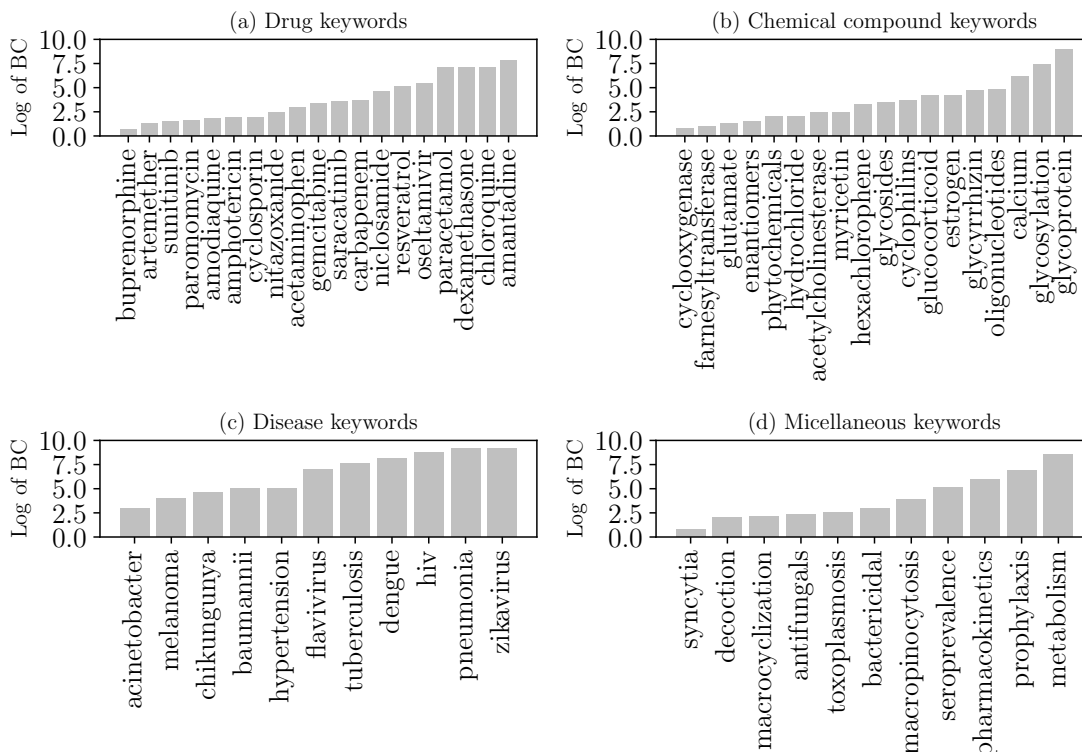 (a) Drug keywords
Log of BC
10.0
7.5
5.0
2.5
0.0
buprenorphine
artemether
sunitinib
paromomycin
amodiaquine
amphotericin
cyclosporin
nitazoxanide
acetaminophen
gemcitabine
saracatinib
carbapenem
niclosamide
resveratrol
oseltamivir
paracetamol
dexamethasone
chloroquine
amantadine
(b) Chemical compound keywords
Log of BC
10.0
7.5
5.0
2.5
0.0
cyclooxygenase
farnesyltransferase
glutamate
enantiomers
phytochemicals
hydrochloride
acetylcholinesterase
myricetin
hexachlorophene
glycosides
cyclophilins
glucocorticoid
estrogen
glycyrrhizin
oligonucleotides
calcium
glycosylation
glycoprotein
(c) Disease keywords
Log of BC
10.0
7.5
5.0
2.5
0.0
acinetobacter
melanoma
chikungunya
baumannii
hypertension
flavivirus
tuberculosis
dengue
hiv
pneumonia
zikavirus
(d) Micellaneous keywords
Log of BC
10.0
7.5
5.0
2.5
0.0
syncytia
decoction
macrocyclization
antifungals
toxoplasmosis
bactericidal
macropinocytosis
seroprevalence
pharmacokinetics
prophylaxis
metabolism